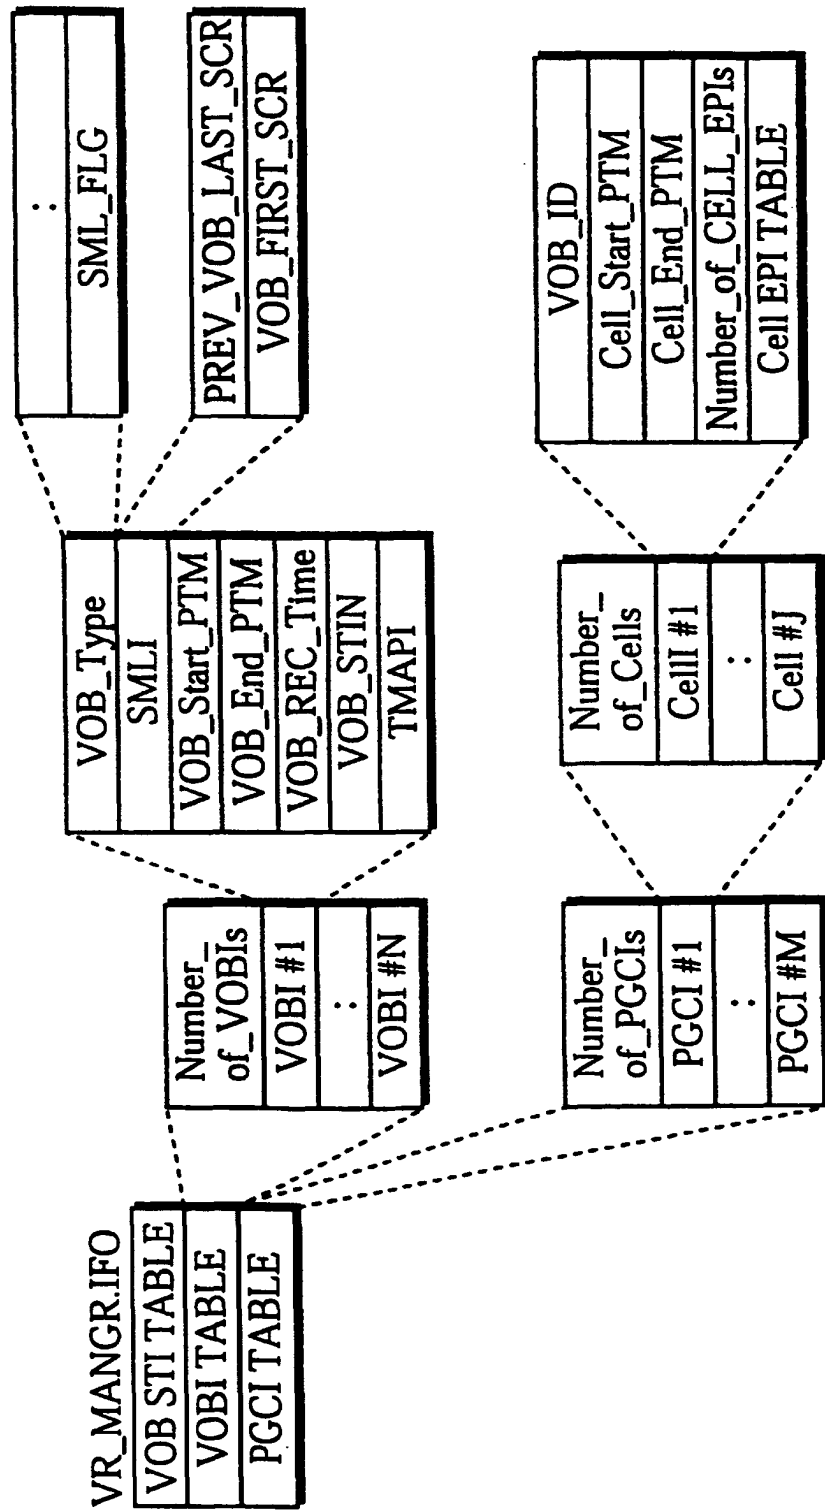 VR_MANGR.IFO
VOB STI TABLE
VOBI TABLE
PGCI TABLE
Number_
of_VOBIs
VOBI #1
:
VOBI #N
VOB_Type
SMLI
VOB_Start_PTM
VOB_End_PTM
VOB_REC_Time
VOB_STIN
TMAPI
:
SML_FLG
PREV_VOB_LAST_SCR
VOB_FIRST_SCR
Number_
of_PGCIs
PGCI #1
:
PGCI #M
Number_
of_Cells
CellI #1
:
Cell #J
VOB_ID
Cell_Start_PTM
Cell_End_PTM
Number_of_CELL_EPIs
Cell EPI TABLE